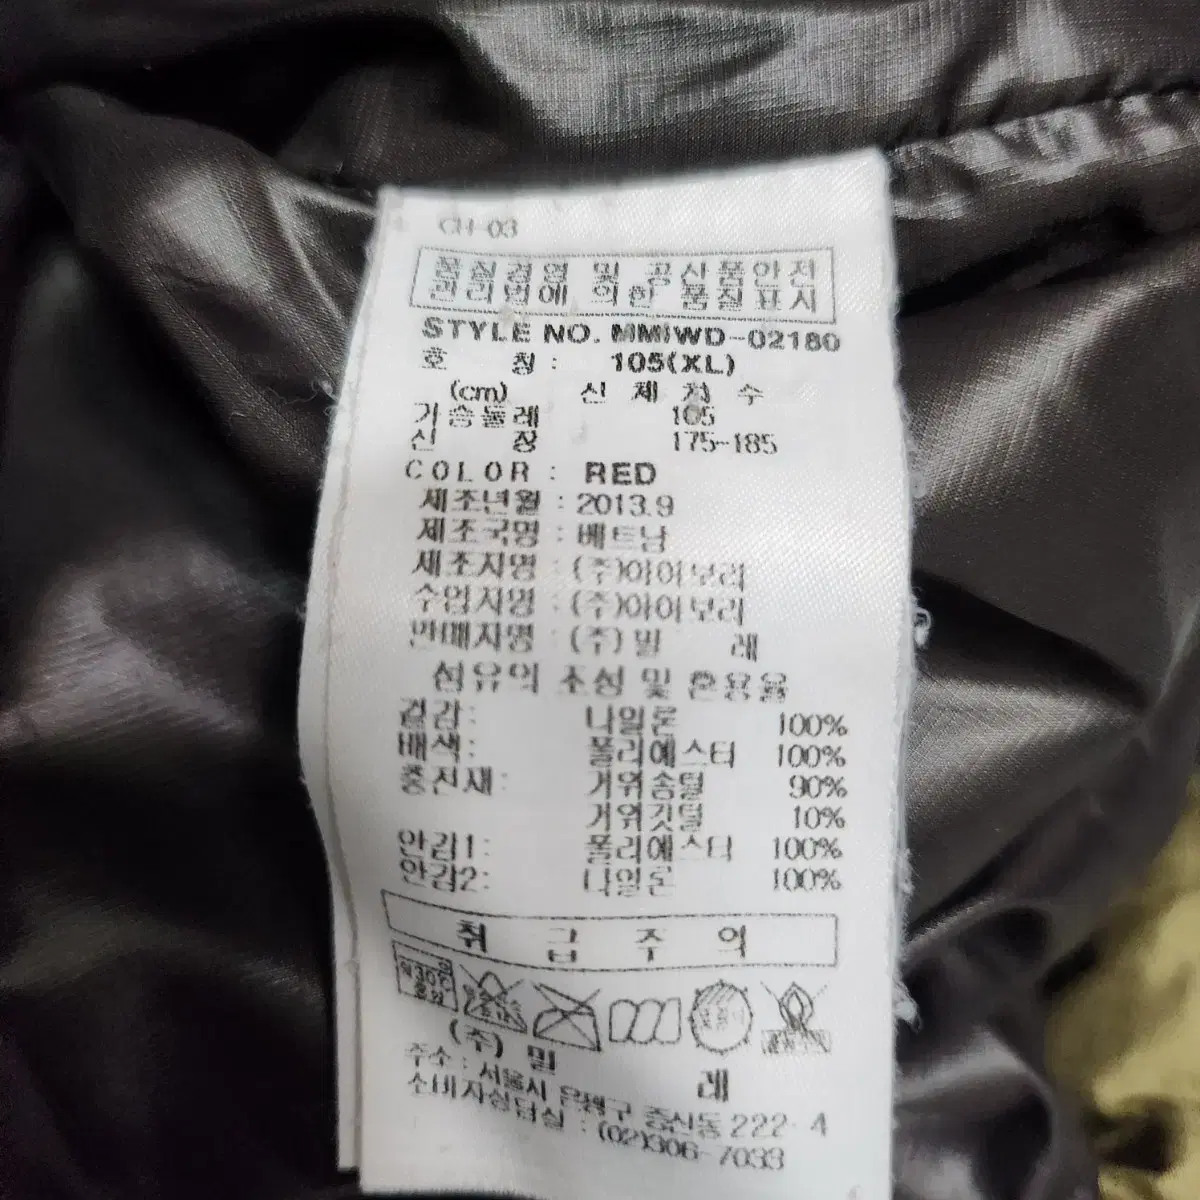 CH-03
품질경영 및 공산품안전
관리법에 의한 품질표시
STYLE NO. MMIWD-02180
호 칭 : 105(XL)
(cm) 신 체 치 수
가슴둘레 105
신 장 175-185
COLOR : RED
제조년월 : 2013.9
제조국명 : 베트남
제조자명 : (주)아이보리
수입자명 : (주)아이보리
판매자명 : (주) 밀 레
섬유의 조성 및 혼용율
겉감: 나일론 100%
배색: 폴리에스터 100%
충전재: 거위솜털 90%
거위깃털 10%
안감1: 폴리에스터 100%
안감2: 나일론 100%
취 급 주 의
(주) 밀 레
주소 : 서울시 은평구 증산동 222-4
소비자상담실 : (02)306-7033